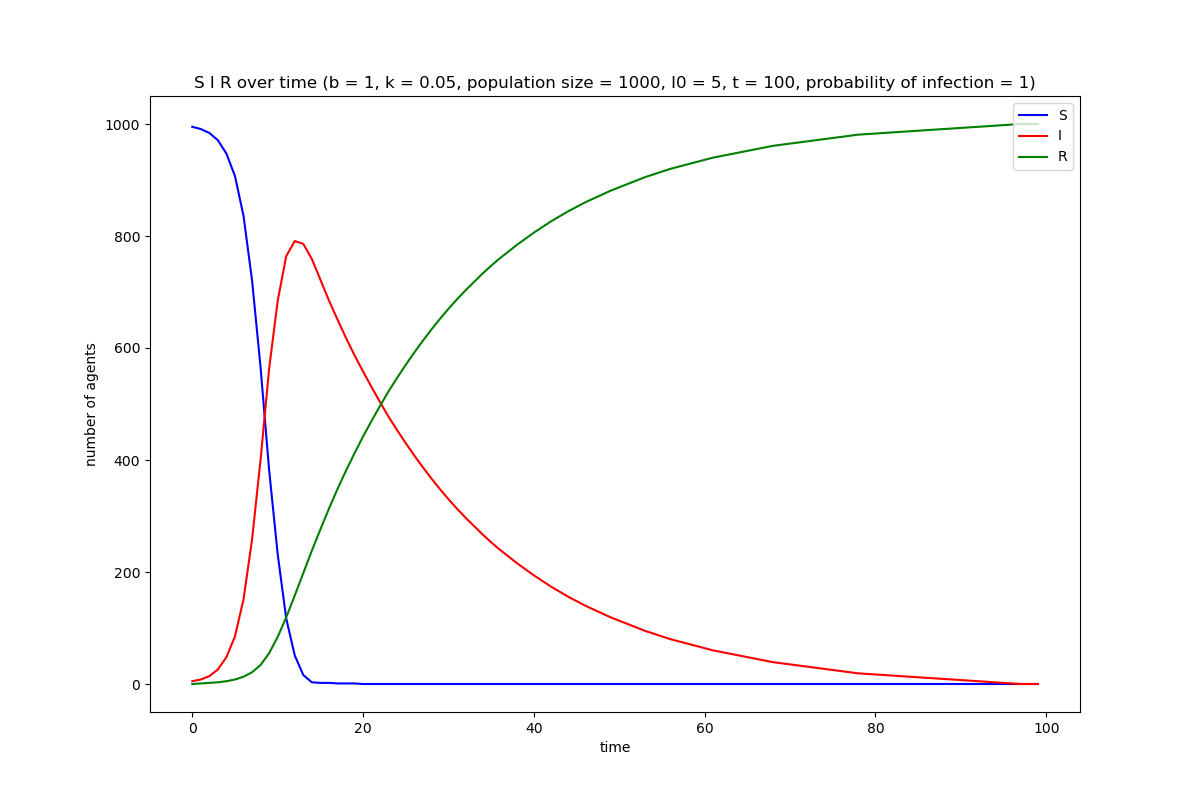 S I R over time (b = 1, k = 0.05, population size = 1000, I0 = 5, t = 100, probability of infection = 1)
S
I
R
1000
800
600
400
200
0
number of agents
0 20 40 60 80 100
time